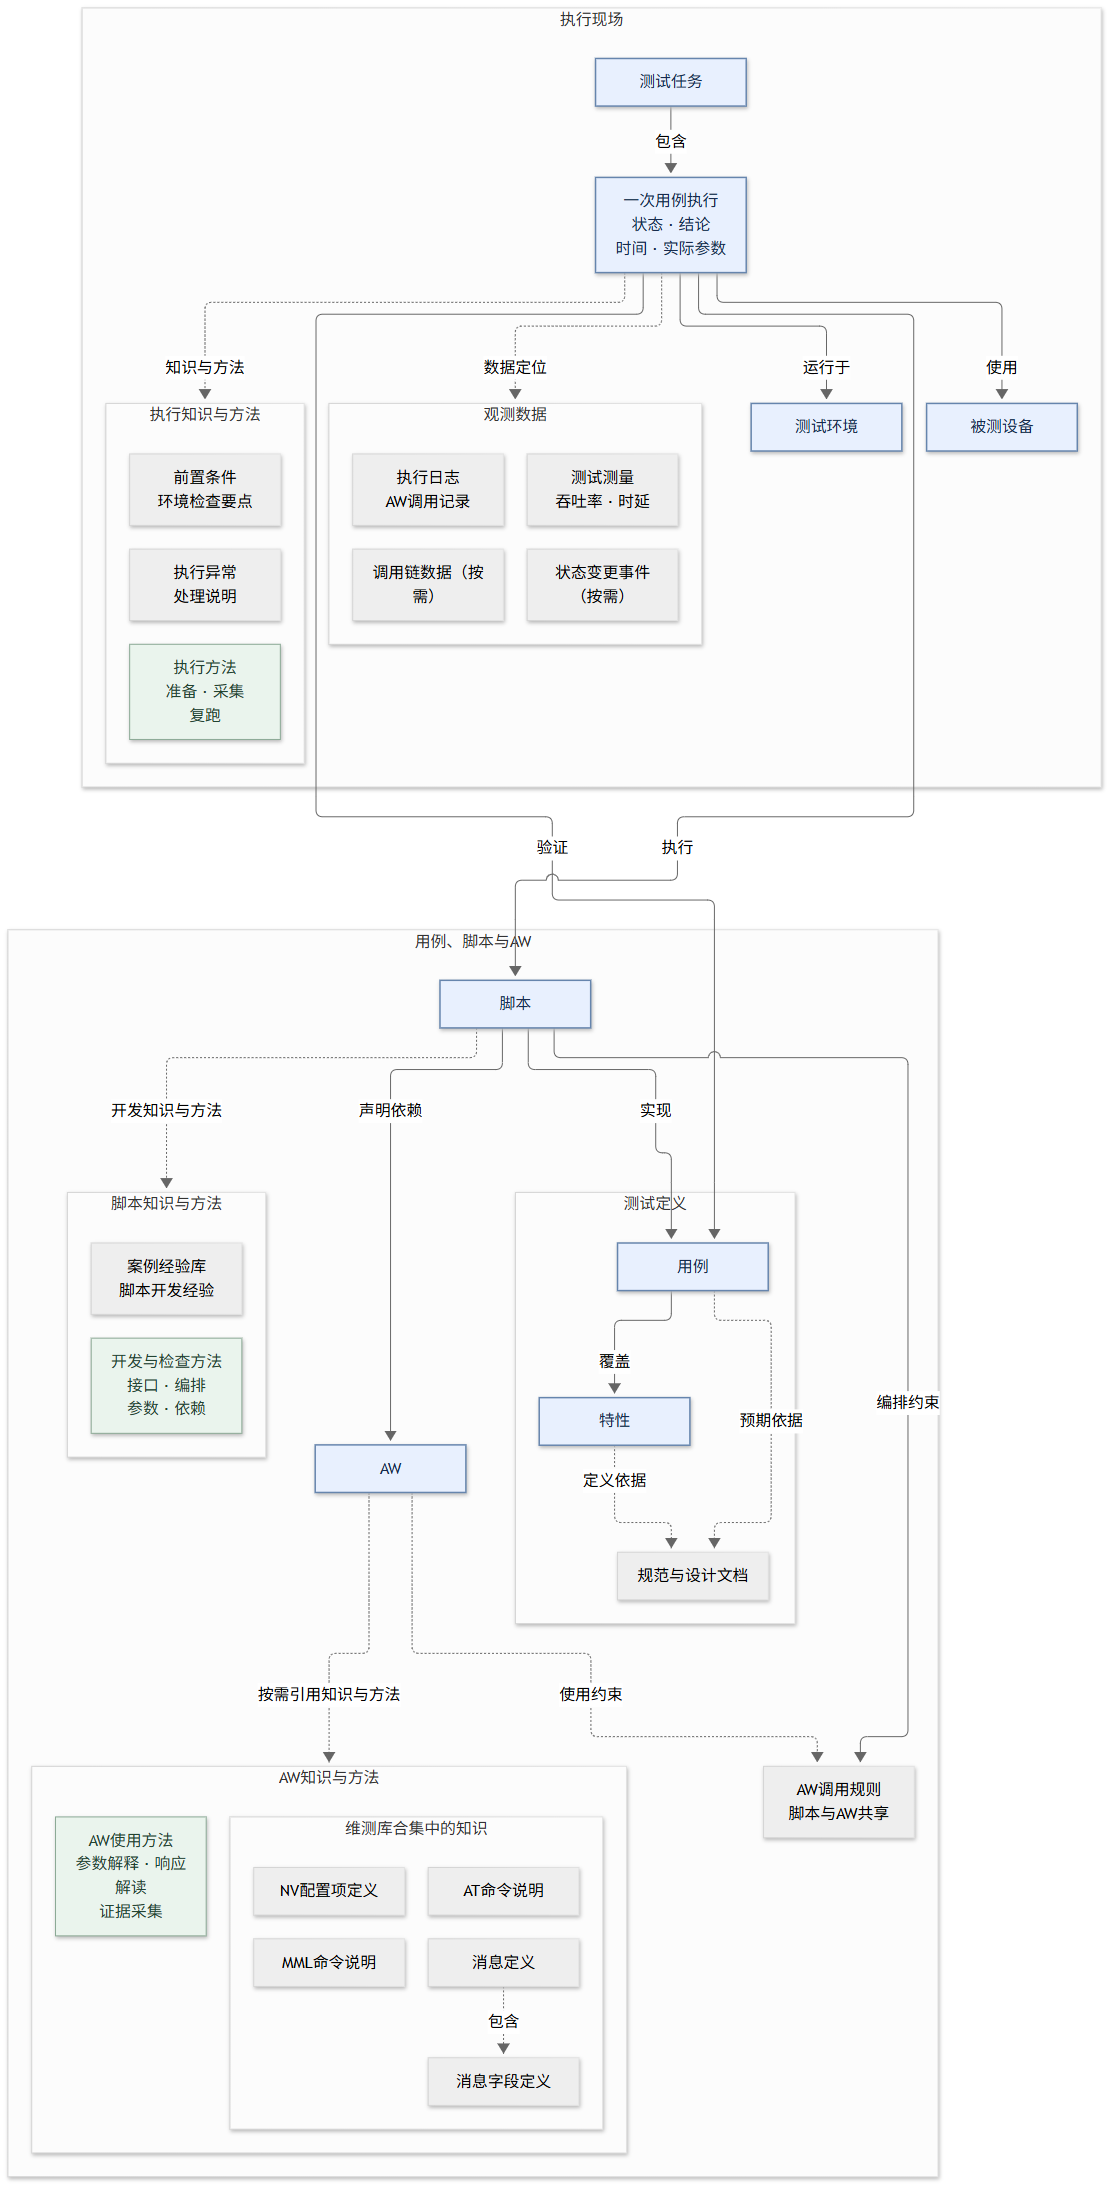 执行现场
测试任务
包含
一次用例执行
状态 · 结论
时间 · 实际参数
知识与方法
数据定位
运行于
使用
执行知识与方法
观测数据
测试环境
被测设备
前置条件
环境检查要点
执行日志
AW调用记录
测试测量
吞吐率 · 时延
执行异常
处理说明
调用链数据（按
需）
状态变更事件
（按需）
执行方法
准备 · 采集
复跑
验证
执行
用例、脚本与AW
脚本
开发知识与方法
声明依赖
实现
脚本知识与方法
测试定义
案例经验库
脚本开发经验
用例
开发与检查方法
接口 · 编排
参数 · 依赖
覆盖
特性
预期依据
编排约束
AW
定义依据
规范与设计文档
按需引用知识与方法
使用约束
AW知识与方法
AW调用规则
脚本与AW共享
AW使用方法
参数解释 · 响应
解读
证据采集
维测库合集中的知识
NV配置项定义
AT命令说明
MML命令说明
消息定义
包含
消息字段定义